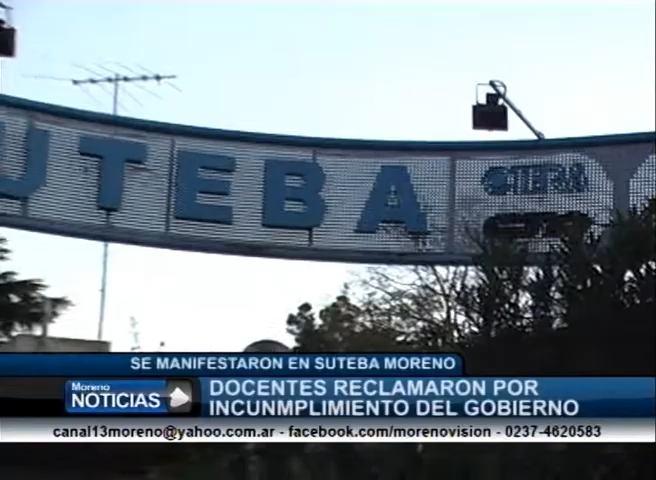 UTEBA
CTERA
SE MANIFESTARON EN SUTEBA MORENO
Moreno
NOTICIAS
DOCENTES RECLAMARON POR
INCUNMPLIMIENTO DEL GOBIERNO
canal13moreno@yahoo.com.ar - facebook.com/morenovision - 0237-4620583